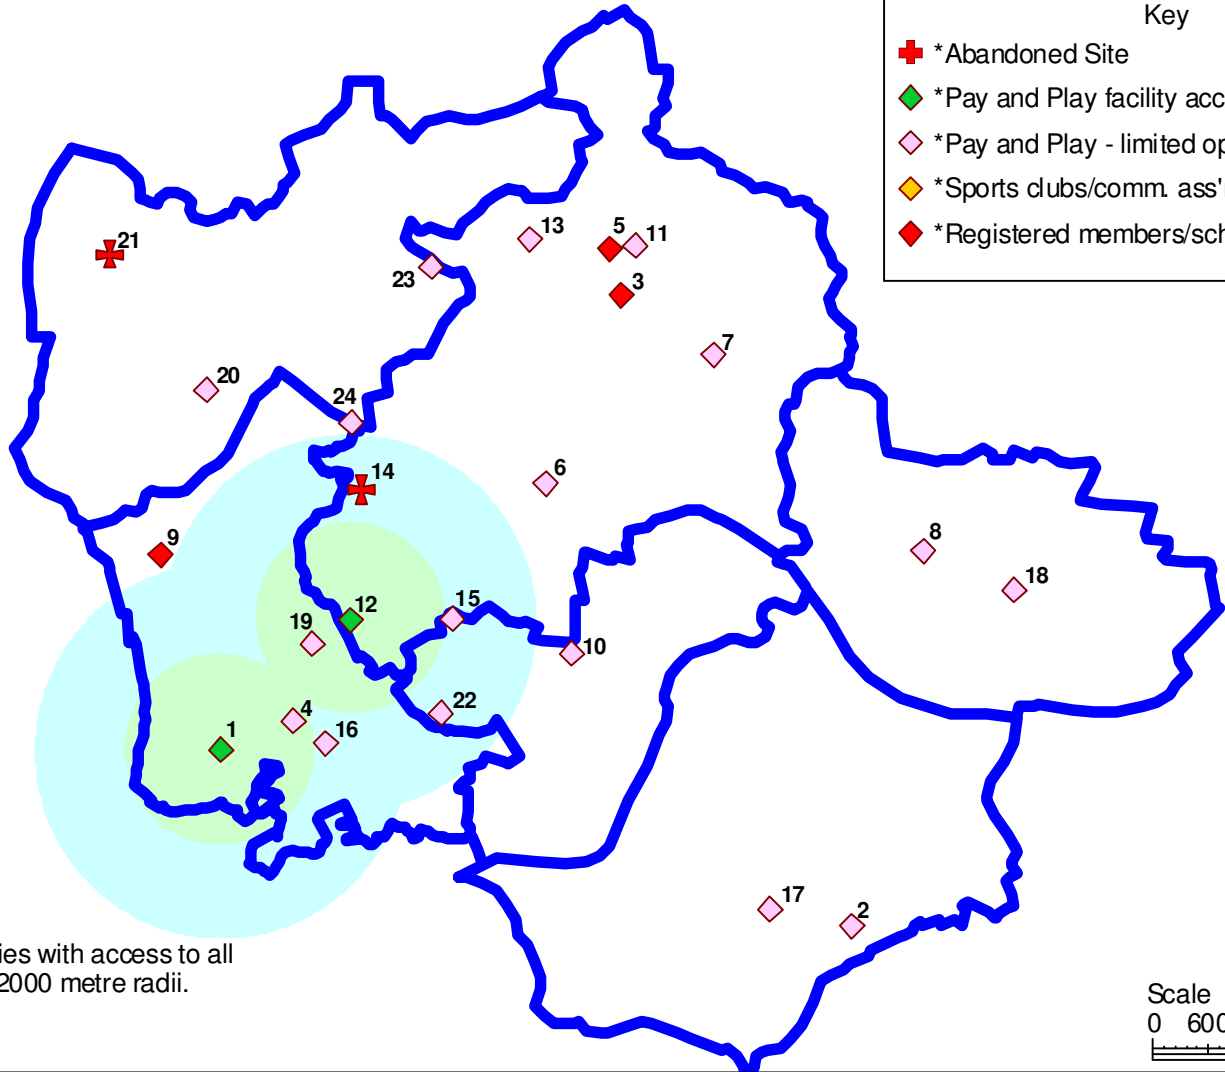 Key
*Abandoned Site
*Pay and Play facility acc
*Pay and Play - limited op
*Sports clubs/comm. ass'
*Registered members/sch
13
5
11
21
23
3
7
20
24
14
6
9
8
18
12
15
19
10
4
22
1
16
17
2
ies with access to all
2000 metre radii.
Scale
0 600